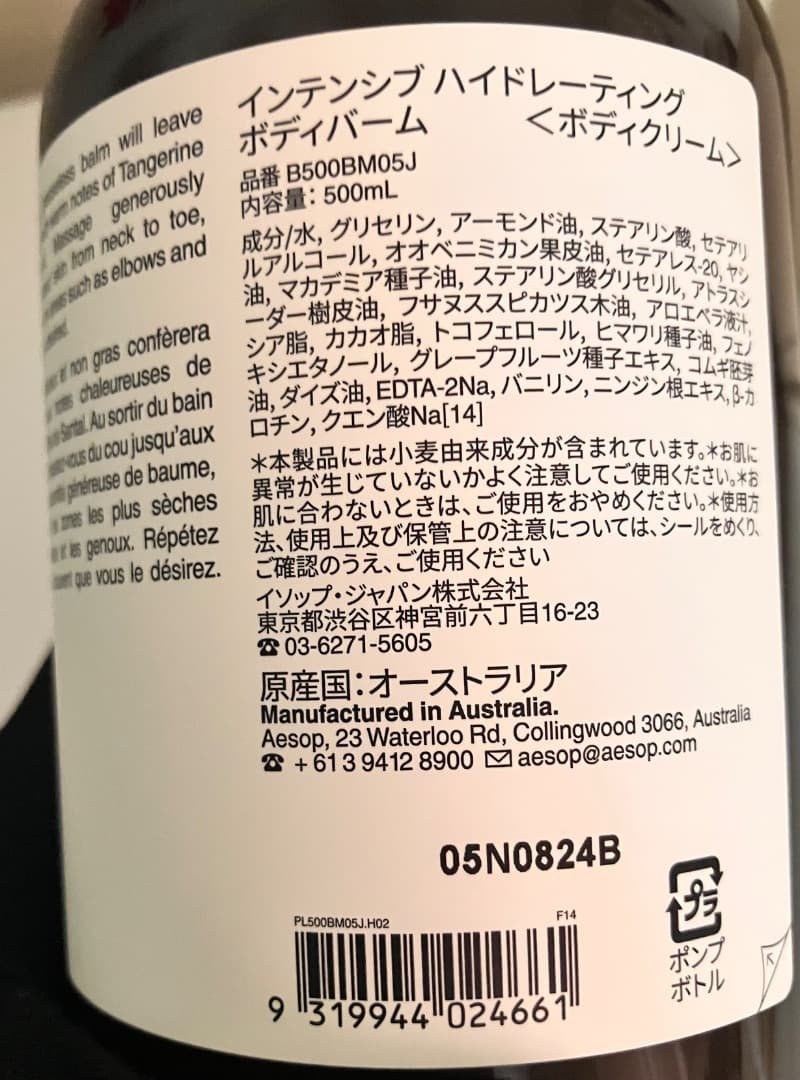 balm will leave
notes of Tangerine
Massage generously
from neck to toe,
such as elbows and
et non gras confèrera
notes chaleureuses de
Santal. Au sortir du bain
vous du cou jusqu'aux
généreuse de baume,
zones les plus sèches
et les genoux. Répétez
que vous le désirez.
インテンシブ ハイドレーティング
ボディバーム <ボディクリーム>
品番 B500BM05J
内容量: 500mL
成分/水, グリセリン, アーモンド油, ステアリン酸, セテアリ
ルアルコール, オオベニミカン果皮油, セテアレス-20, ヤシ
油, マカデミア種子油, ステアリン酸グリセリル, アトラスシ
ーダー樹皮油, フサヌススピカツス木油, アロエベラ液汁,
シア脂, カカオ脂, トコフェロール, ヒマワリ種子油, フェノ
キシエタノール, グレープフルーツ種子エキス, コムギ胚芽
油, ダイズ油, EDTA-2Na, バニリン, ニンジン根エキス, β-カ
ロチン, クエン酸Na[14]
＊本製品には小麦由来成分が含まれています。＊お肌に
異常が生じていないかよく注意してご使用ください。＊お
肌に合わないときは、ご使用をおやめください。＊使用方
法、使用上及び保管上の注意については、シールをめくり、
ご確認のうえ、ご使用ください
イソップ・ジャパン株式会社
東京都渋谷区神宮前六丁目16-23
☎ 03-6271-5605
原産国：オーストラリア
Manufactured in Australia.
Aesop, 23 Waterloo Rd, Collingwood 3066, Australia
☎ + 61 3 9412 8900 ✉ aesop@aesop.com
05N0824B
PL500BM05J.H02 F14
9 319944 024661
プラ
ポンプ
ボトル